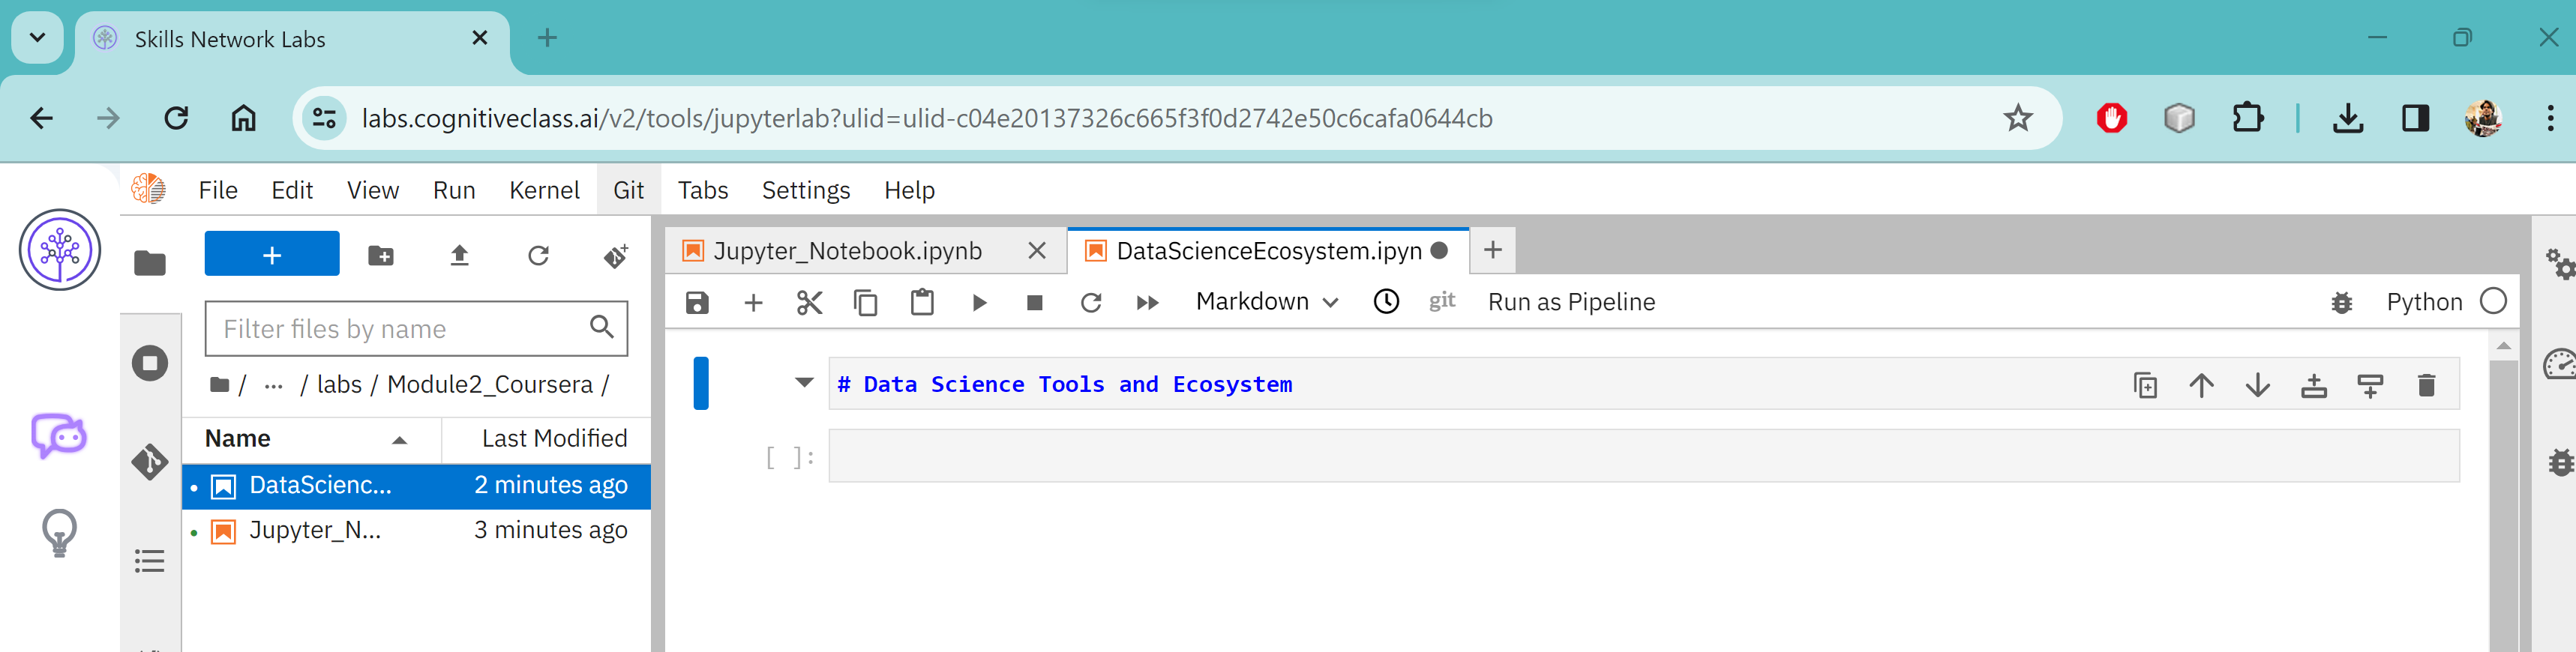 Skills Network Labs
labs.cognitiveclass.ai/v2/tools/jupyterlab?ulid=ulid-c04e20137326c665f3f0d2742e50c6cafa0644cb
File Edit View Run Kernel Git Tabs Settings Help
Jupyter_Notebook.ipynb DataScienceEcosystem.ipyn
Markdown git Run as Pipeline Python
Filter files by name
/ ... / labs / Module2_Coursera /
Name Last Modified
DataScienc... 2 minutes ago
Jupyter_N... 3 minutes ago
# Data Science Tools and Ecosystem
[ ]: